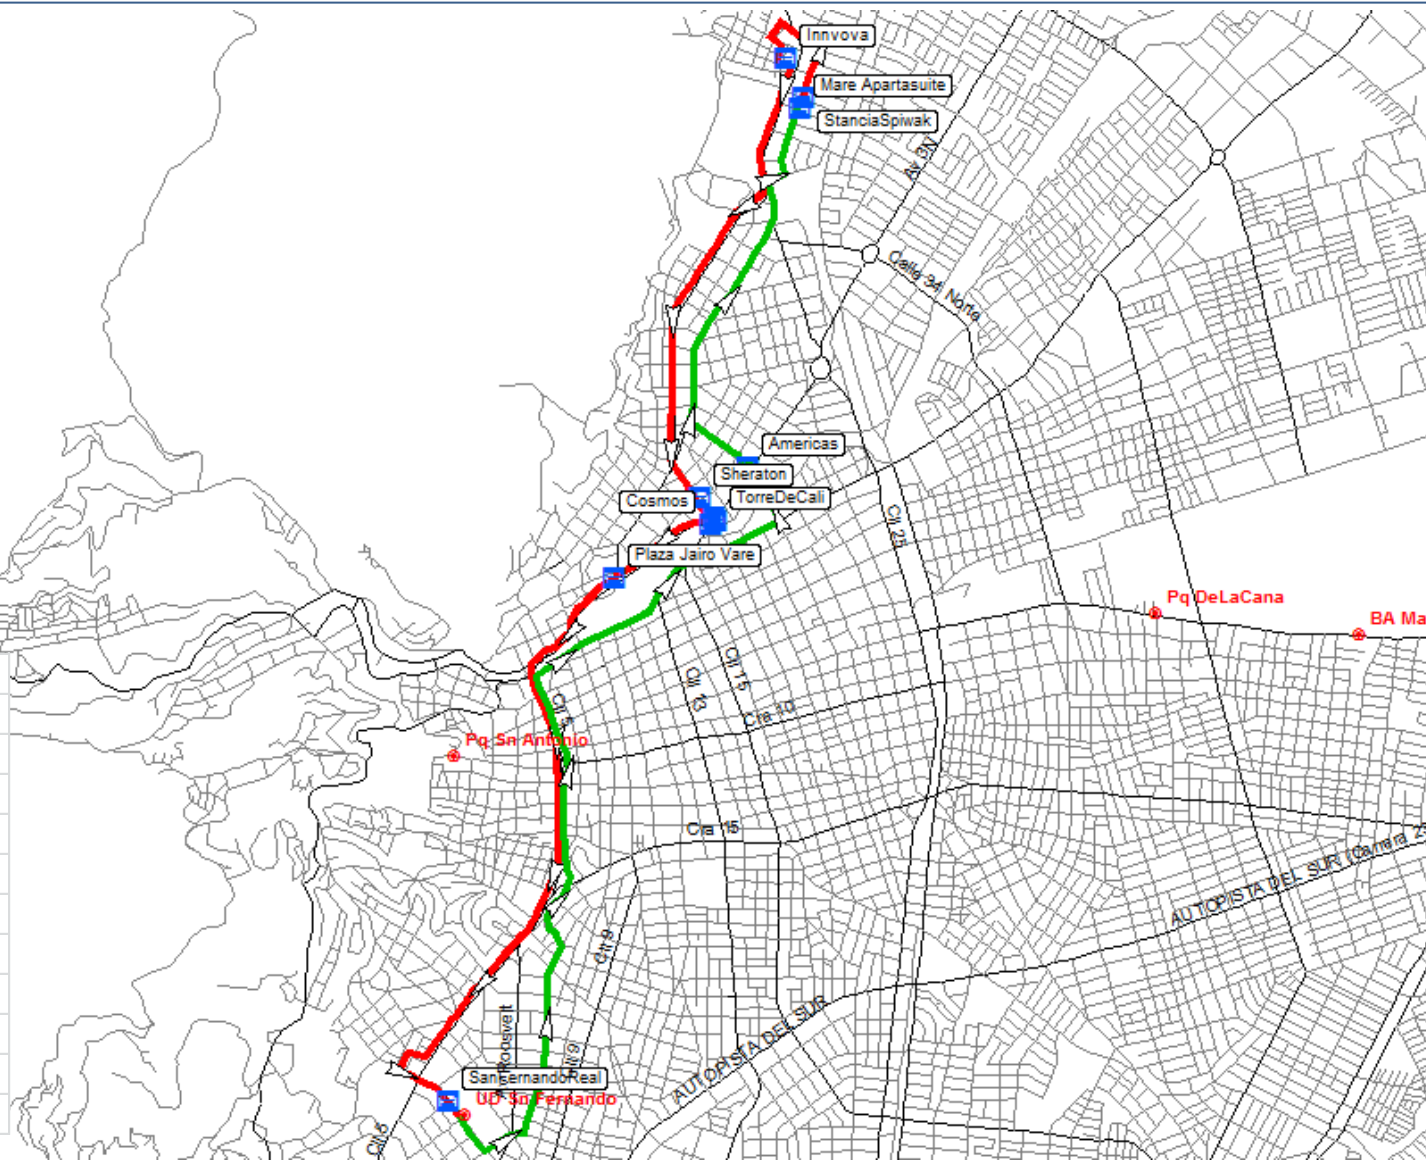 Innvova
Mare Apartasuite
StanciaSpiwak
Av 3N
Calle 34 Norte
Americas
Sheraton
Cosmos
TorreDeCali
Cll 25
Plaza Jairo Vare
Pq DeLaCana
BA Ma
Cll 15
Cll 13
Cll 5
Cra 10
Pq Sn Antonio
Cra 15
AUTOPISTA DEL SUR (Carrera 2
Cll 9
AUTOPISTA DEL SUR
Roosvelt
Cll 9
SanFernandoReal
UD Sn Fernando
Cll 5